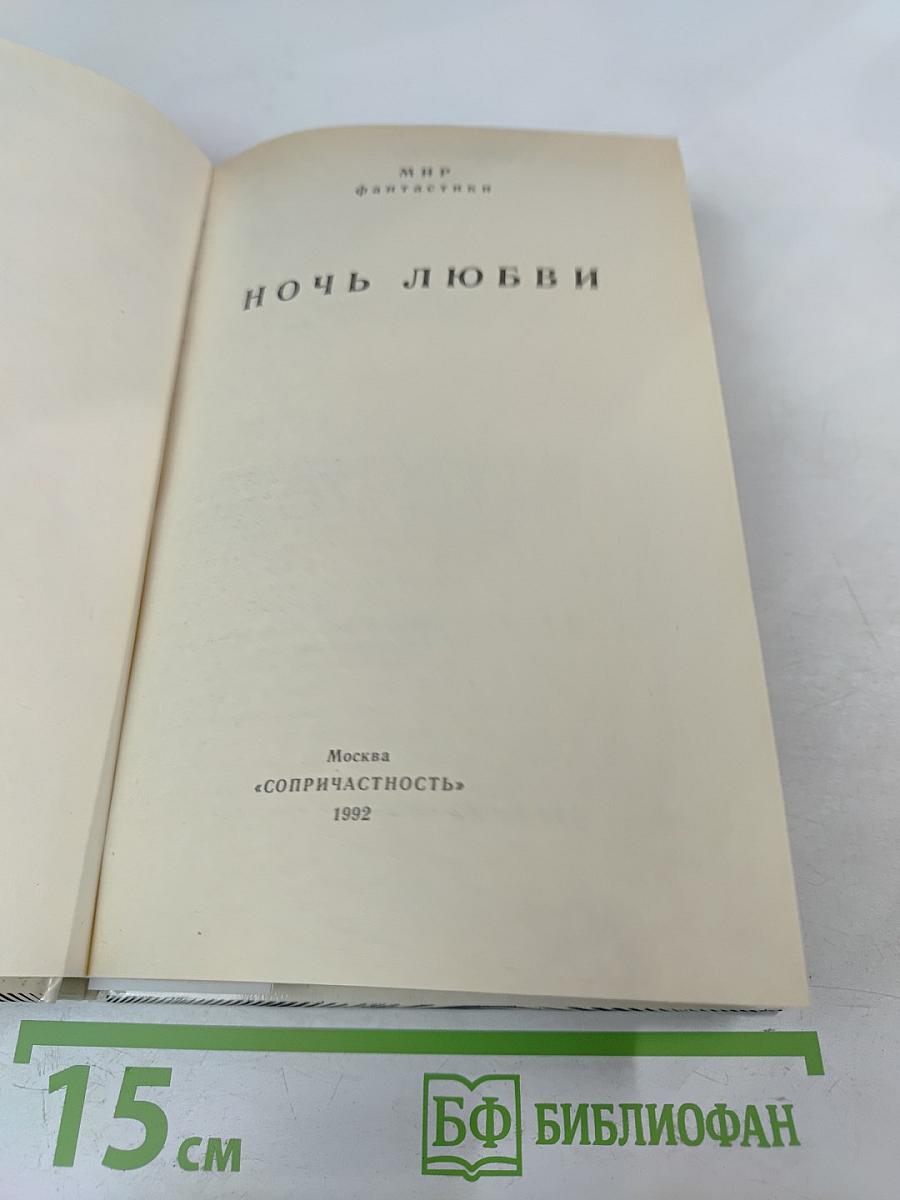 МИР
фантастики
НОЧЬ ЛЮБВИ
Москва
«СОПРИЧАСТНОСТЬ»
1992
15 см
БФ БИБЛИОФАН